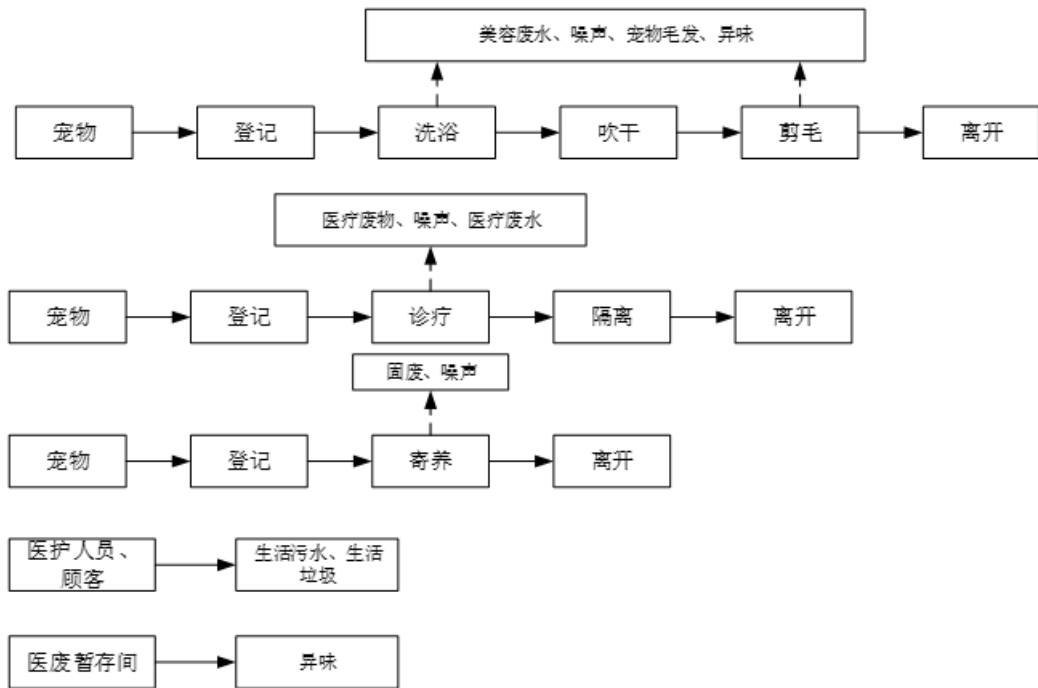 美容废水、噪声、宠物毛发、异味
宠物
登记
洗浴
吹干
剪毛
离开
医疗废物、噪声、医疗废水
宠物
登记
诊疗
隔离
离开
固废、噪声
宠物
登记
寄养
离开
医护人员、
顾客
生活污水、生活
垃圾
医废暂存间
异味